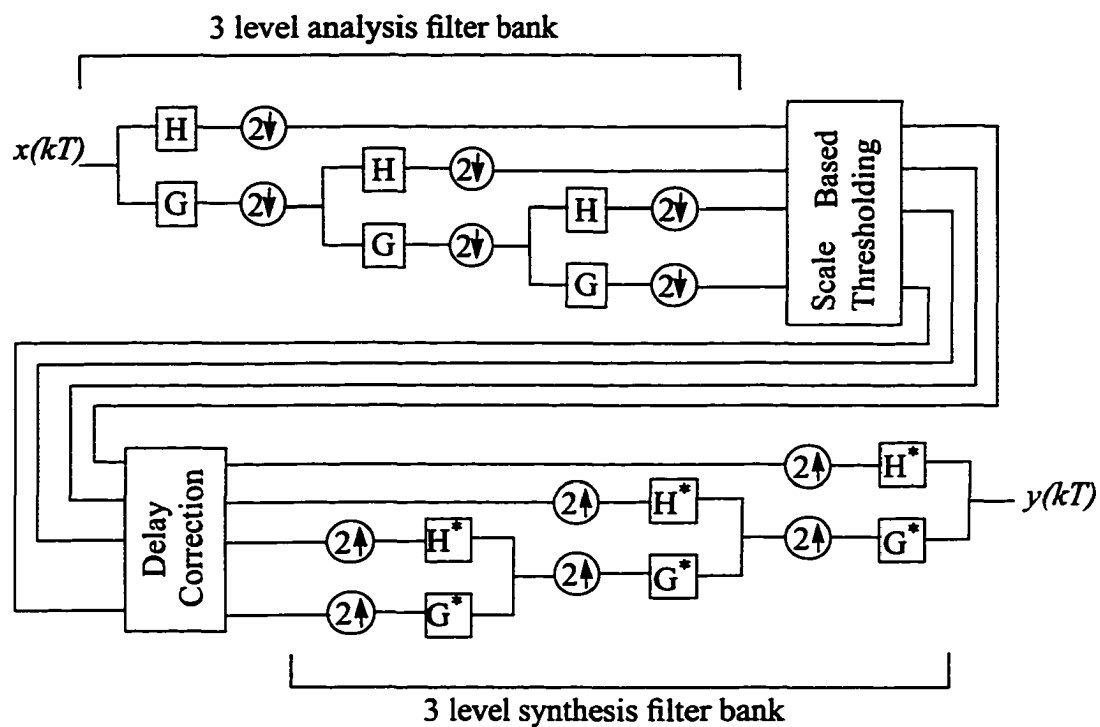 3 level analysis filter bank
x(kT)
H 2↓
G 2↓
H 2↓
G 2↓
H 2↓
G 2↓
Scale Based
Thresholding
Delay
Correction
2↑ H*
2↑ H*
y(kT)
2↑ H*
2↑ G*
2↑ G*
2↑ G*
3 level synthesis filter bank